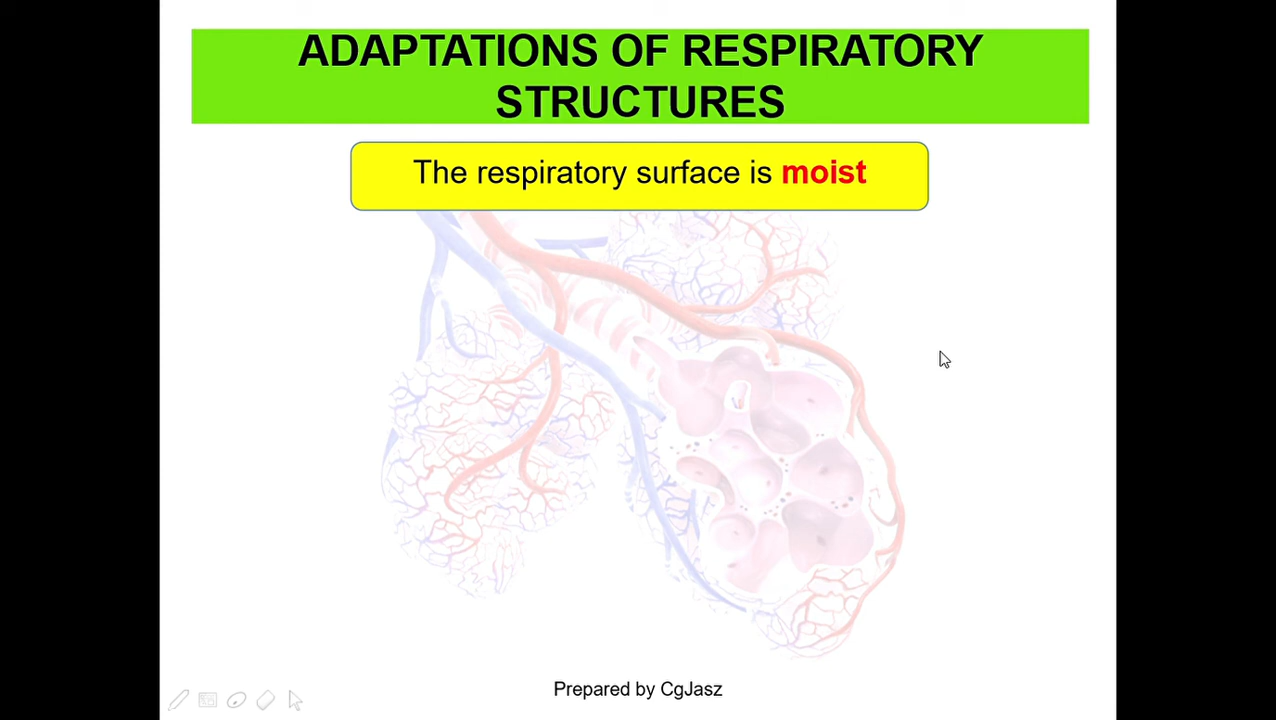 ADAPTATIONS OF RESPIRATORY
STRUCTURES
The respiratory surface is moist
Prepared by CgJasz